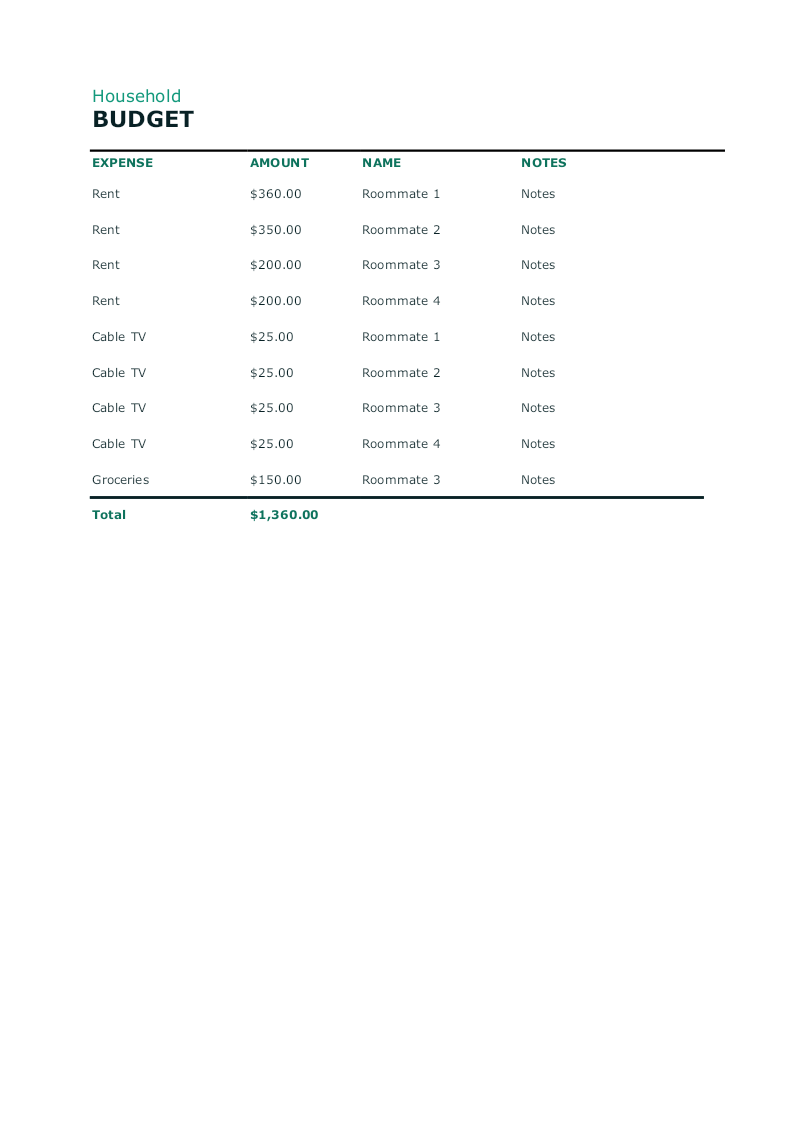 Household
BUDGET
EXPENSE AMOUNT NAME NOTES
Rent $360.00 Roommate 1 Notes
Rent $350.00 Roommate 2 Notes
Rent $200.00 Roommate 3 Notes
Rent $200.00 Roommate 4 Notes
Cable TV $25.00 Roommate 1 Notes
Cable TV $25.00 Roommate 2 Notes
Cable TV $25.00 Roommate 3 Notes
Cable TV $25.00 Roommate 4 Notes
Groceries $150.00 Roommate 3 Notes
Total $1,360.00